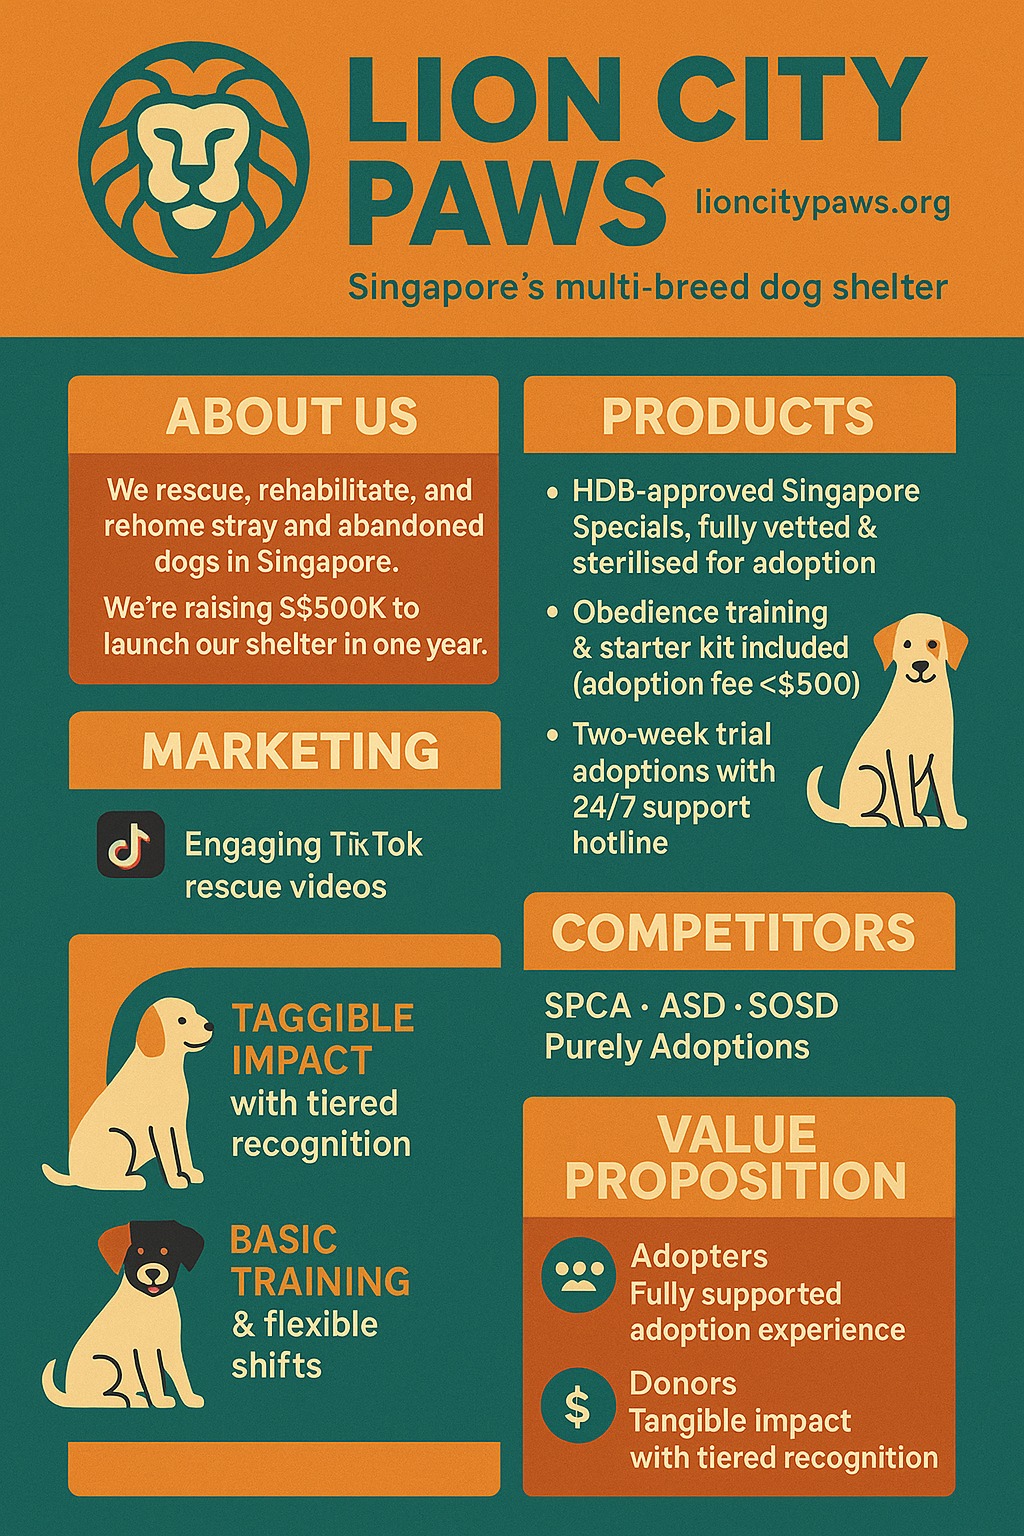 LION CITY
PAWS
lioncitypaws.org
Singapore's multi-breed dog shelter
ABOUT US
We rescue, rehabilitate, and
rehome stray and abandoned
dogs in Singapore.
We're raising S$500K to
launch our shelter in one year.
MARKETING
Engaging TikTok
rescue videos
TAGGIBLE
IMPACT
with tiered
recognition
BASIC
TRAINING
& flexible
shifts
PRODUCTS
• HDB-approved Singapore
Specials, fully vetted &
sterilised for adoption
• Obedience training
& starter kit included
(adoption fee <$500)
• Two-week trial
adoptions with
24/7 support
hotline
COMPETITORS
SPCA · ASD · SOSD
Purely Adoptions
VALUE
PROPOSITION
Adopters
Fully supported
adoption experience
$
Donors
Tangible impact
with tiered recognition